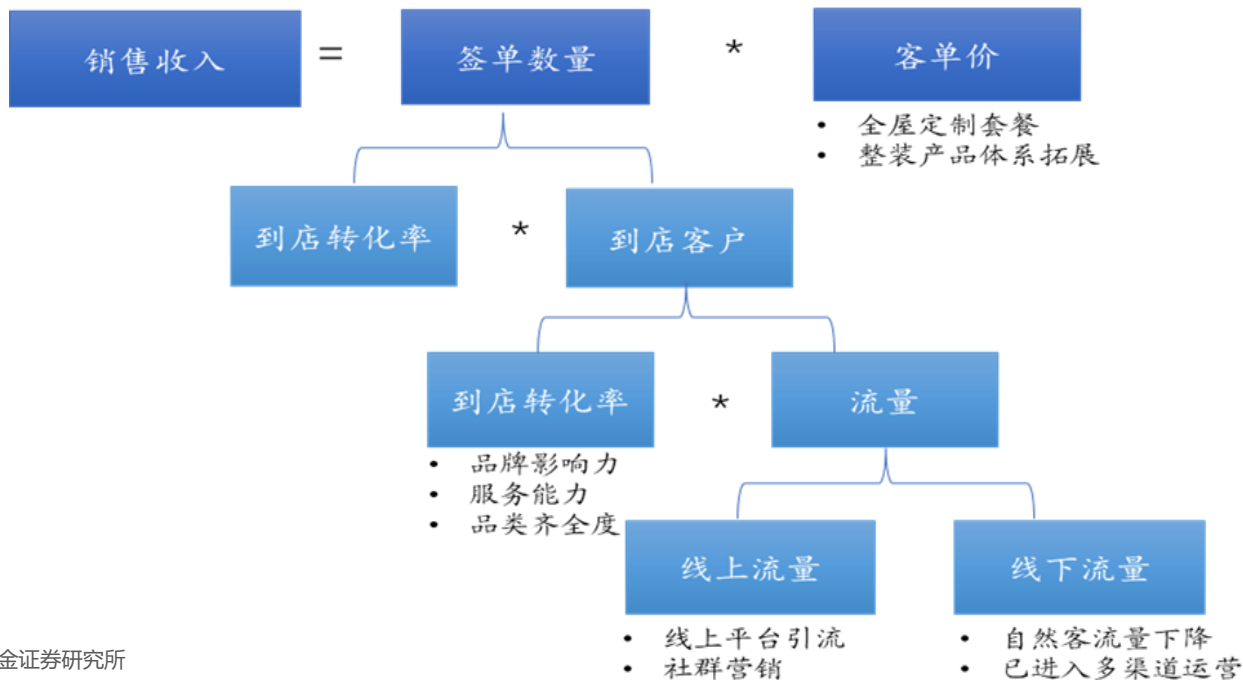 销售收入 = 签单数量 * 客单价
• 全屋定制套餐
• 整装产品体系拓展
到店转化率 * 到店客户
到店转化率 * 流量
• 品牌影响力
• 服务能力
• 品类齐全度
线上流量 线下流量
• 线上平台引流
• 社群营销
• 自然客流量下降
• 已进入多渠道运营
金证券研究所